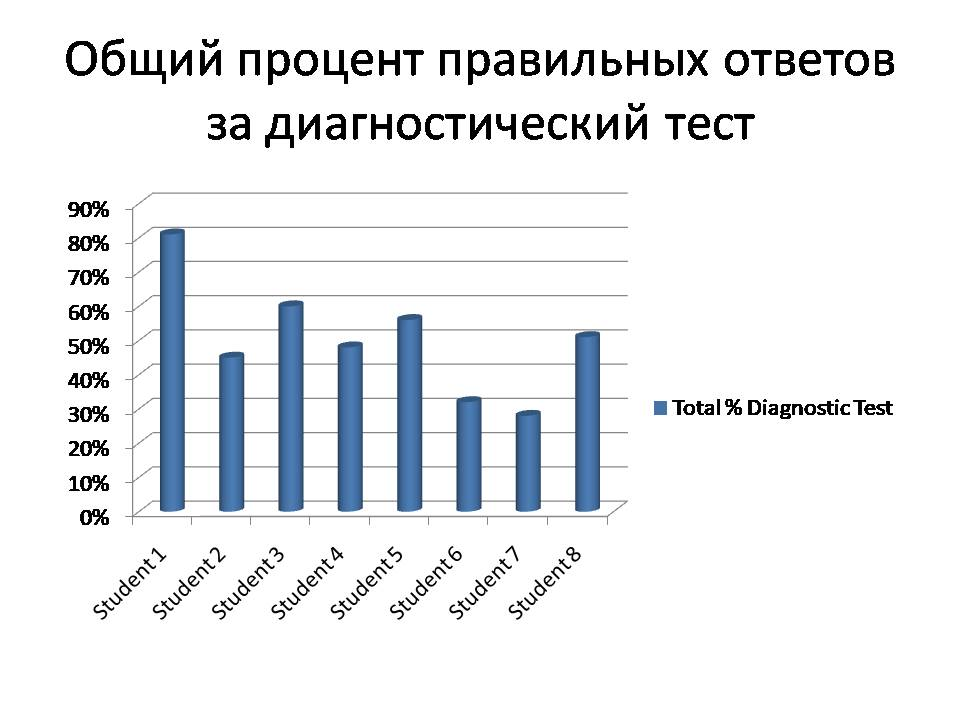 Общий процент правильных ответов
за диагностический тест
90%
80%
70%
60%
50%
40%
30%
20%
10%
0%
Student 1
Student 2
Student 3
Student 4
Student 5
Student 6
Student 7
Student 8
Total % Diagnostic Test